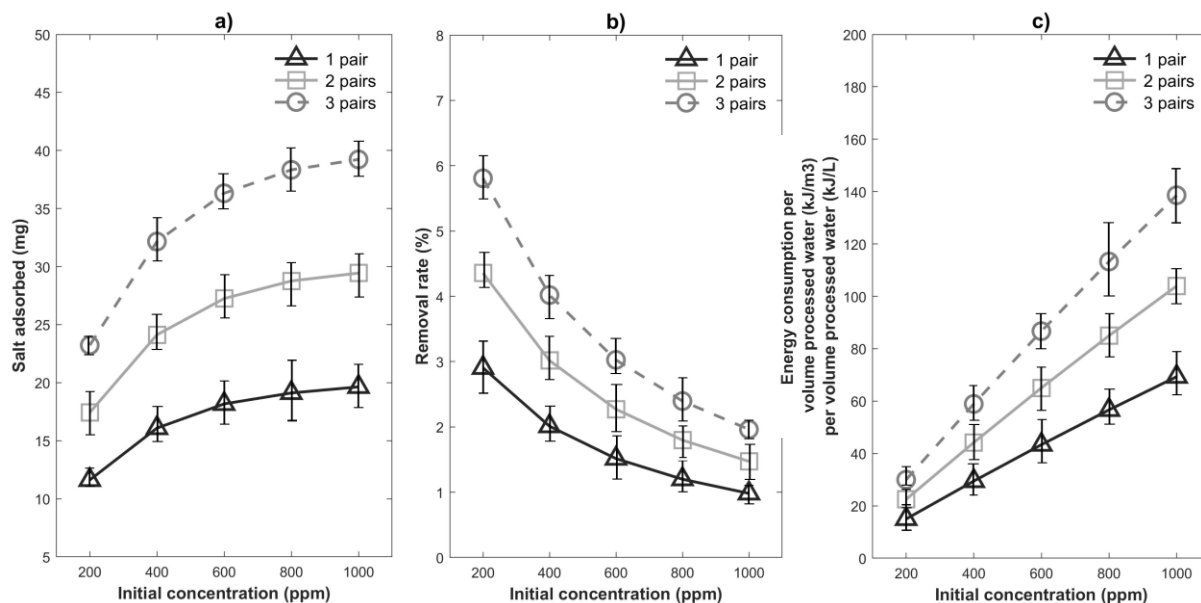 a)
50
45
40
35
30
25
20
15
10
5
Salt adsorbed (mg)
1 pair
2 pairs
3 pairs
200 400 600 800 1000
Initial concentration (ppm)
b)
8
7
6
5
4
3
2
1
0
Removal rate (%)
1 pair
2 pairs
3 pairs
200 400 600 800 1000
Initial concentration (ppm)
c)
200
180
160
140
120
100
80
60
40
20
0
Energy consumption per
volume processed water (kJ/m3)
per volume processed water (kJ/L)
1 pair
2 pairs
3 pairs
200 400 600 800 1000
Initial concentration (ppm)